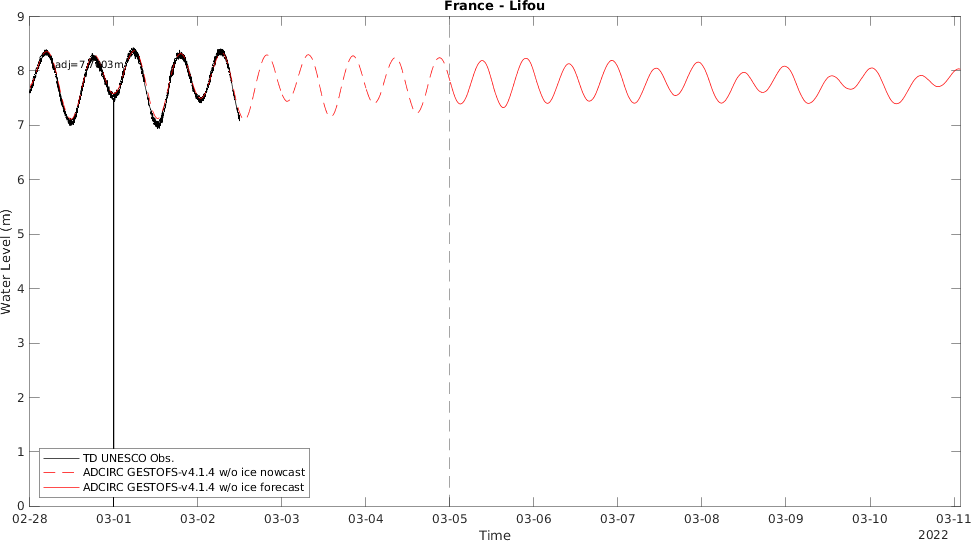 France - Lifou
9
8
7
6
5
4
3
2
1
0
Water Level (m)
TD UNESCO Obs.
ADCIRC GESTOFS-v4.1.4 w/o ice nowcast
ADCIRC GESTOFS-v4.1.4 w/o ice forecast
02-28 03-01 03-02 03-03 03-04 03-05 03-06 03-07 03-08 03-09 03-10 03-11
Time
2022